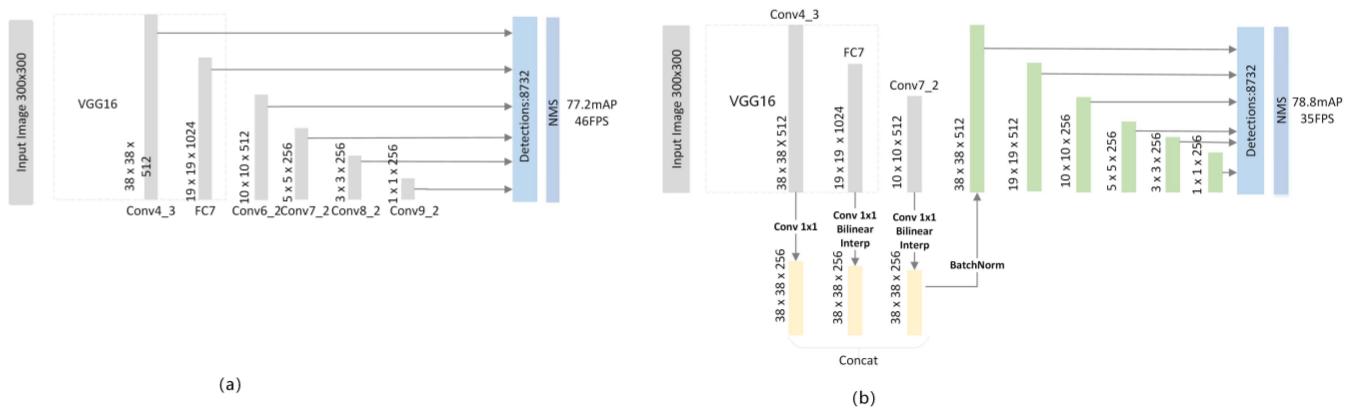 Input Image 300x300
VGG16
38 x 38 x
512
19 x 19 x 1024
10 x 10 x 512
5 x 5 x 256
3 x 3 x 256
1 x 1 x 256
Conv4_3
FC7
Conv6_2
Conv7_2
Conv8_2
Conv9_2
Detections:8732
NMS
77.2mAP
46FPS
(a)
Input Image 300x300
Conv4_3
VGG16
FC7
Conv7_2
38 x 38 x 512
19 x 19 x 1024
10 x 10 x 512
Conv 1x1
Conv 1x1
Bilinear
Interp
Conv 1x1
Bilinear
Interp
38 x 38 x 256
38 x 38 x 256
38 x 38 x 256
Concat
BatchNorm
38 x 38 x 512
19 x 19 x 512
10 x 10 x 256
5 x 5 x 256
3 x 3 x 256
1 x 1 x 256
Detections:8732
NMS
78.8mAP
35FPS
(b)